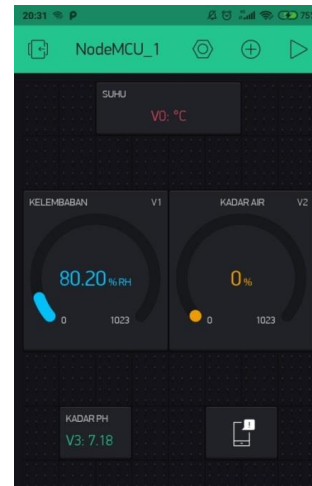 20:31 75%
NodeMCU_1
SUHU
V0: °C
KELEMBABAN V1
80.20 % RH
0 1023
KADAR AIR V2
0 %
0 1023
KADAR PH
V3: 7.18